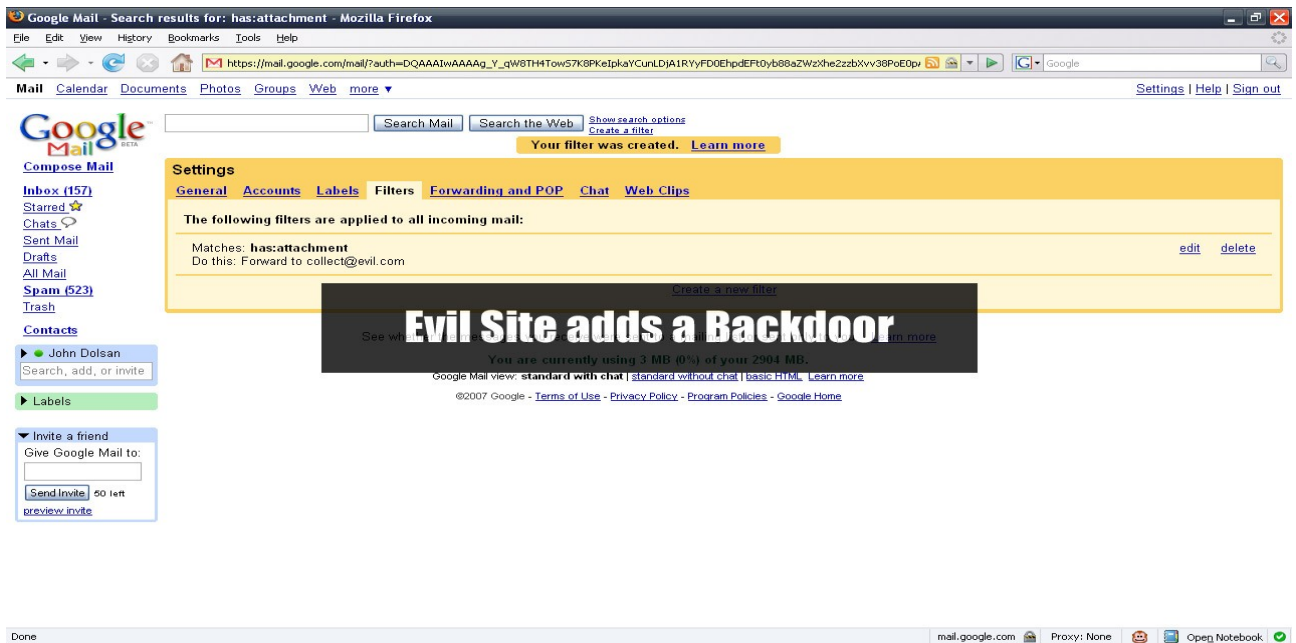 Google Mail - Search results for: has:attachment - Mozilla Firefox
File Edit View History Bookmarks Tools Help
Google
Mail Calendar Documents Photos Groups Web more ▼
Settings | Help | Sign out
Google
Mail BETA
Search Mail Search the Web Show search options
Create a filter
Your filter was created. Learn more
Compose Mail
Inbox (157)
Starred
Chats
Sent Mail
Drafts
All Mail
Spam (523)
Trash
Contacts
John Dolsan
Search, add, or invite
Labels
Invite a friend
Give Google Mail to:
Send Invite 50 left
preview invite
Settings
General Accounts Labels Filters Forwarding and POP Chat Web Clips
The following filters are applied to all incoming mail:
Matches: has:attachment
Do this: Forward to collect@evil.com
edit delete
Create a new filter
Evil Site adds a Backdoor
See whether
Learn more
You are currently using 3 MB (0%) of your 2904 MB.
Google Mail view: standard with chat | standard without chat | basic HTML Learn more
©2007 Google - Terms of Use - Privacy Policy - Program Policies - Google Home
Done
mail.google.com Proxy: None Open Notebook